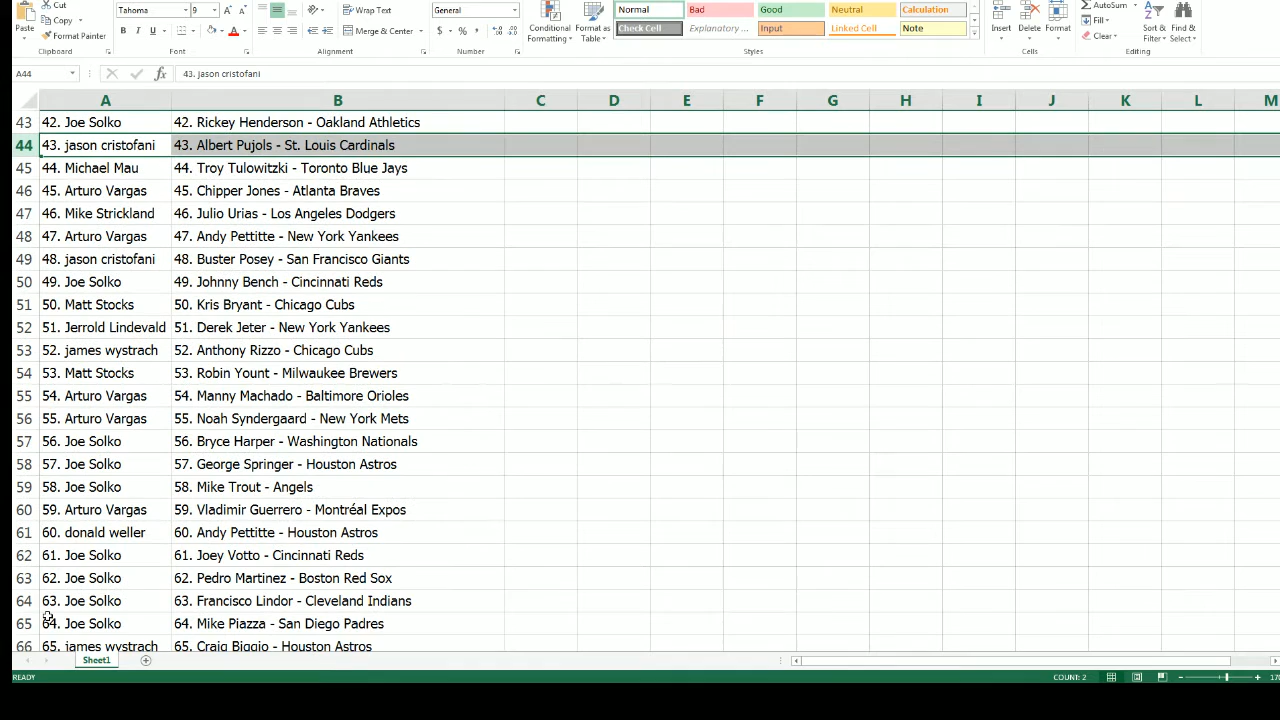 Cut
Copy
Paste
Format Painter
Clipboard
Tahoma 9
B I U
Font
Wrap Text
Merge & Center
Alignment
General
$ % ,
Number
Conditional Formatting
Format as Table
Normal Bad Good Neutral Calculation
Check Cell Explanatory ... Input Linked Cell Note
Styles
Insert Delete Format
Cells
AutoSum
Fill
Clear
Sort & Filter
Find & Select
Editing
A44 fx 43. jason cristofani
A B C D E F G H I J K L M
43 42. Joe Solko 42. Rickey Henderson - Oakland Athletics
44 43. jason cristofani 43. Albert Pujols - St. Louis Cardinals
45 44. Michael Mau 44. Troy Tulowitzki - Toronto Blue Jays
46 45. Arturo Vargas 45. Chipper Jones - Atlanta Braves
47 46. Mike Strickland 46. Julio Urias - Los Angeles Dodgers
48 47. Arturo Vargas 47. Andy Pettitte - New York Yankees
49 48. jason cristofani 48. Buster Posey - San Francisco Giants
50 49. Joe Solko 49. Johnny Bench - Cincinnati Reds
51 50. Matt Stocks 50. Kris Bryant - Chicago Cubs
52 51. Jerrold Lindevald 51. Derek Jeter - New York Yankees
53 52. james wystrach 52. Anthony Rizzo - Chicago Cubs
54 53. Matt Stocks 53. Robin Yount - Milwaukee Brewers
55 54. Arturo Vargas 54. Manny Machado - Baltimore Orioles
56 55. Arturo Vargas 55. Noah Syndergaard - New York Mets
57 56. Joe Solko 56. Bryce Harper - Washington Nationals
58 57. Joe Solko 57. George Springer - Houston Astros
59 58. Joe Solko 58. Mike Trout - Angels
60 59. Arturo Vargas 59. Vladimir Guerrero - Montréal Expos
61 60. donald weller 60. Andy Pettitte - Houston Astros
62 61. Joe Solko 61. Joey Votto - Cincinnati Reds
63 62. Joe Solko 62. Pedro Martinez - Boston Red Sox
64 63. Joe Solko 63. Francisco Lindor - Cleveland Indians
65 64. Joe Solko 64. Mike Piazza - San Diego Padres
66 65. james wystrach 65. Craig Biggio - Houston Astros
Sheet1
READY COUNT: 2